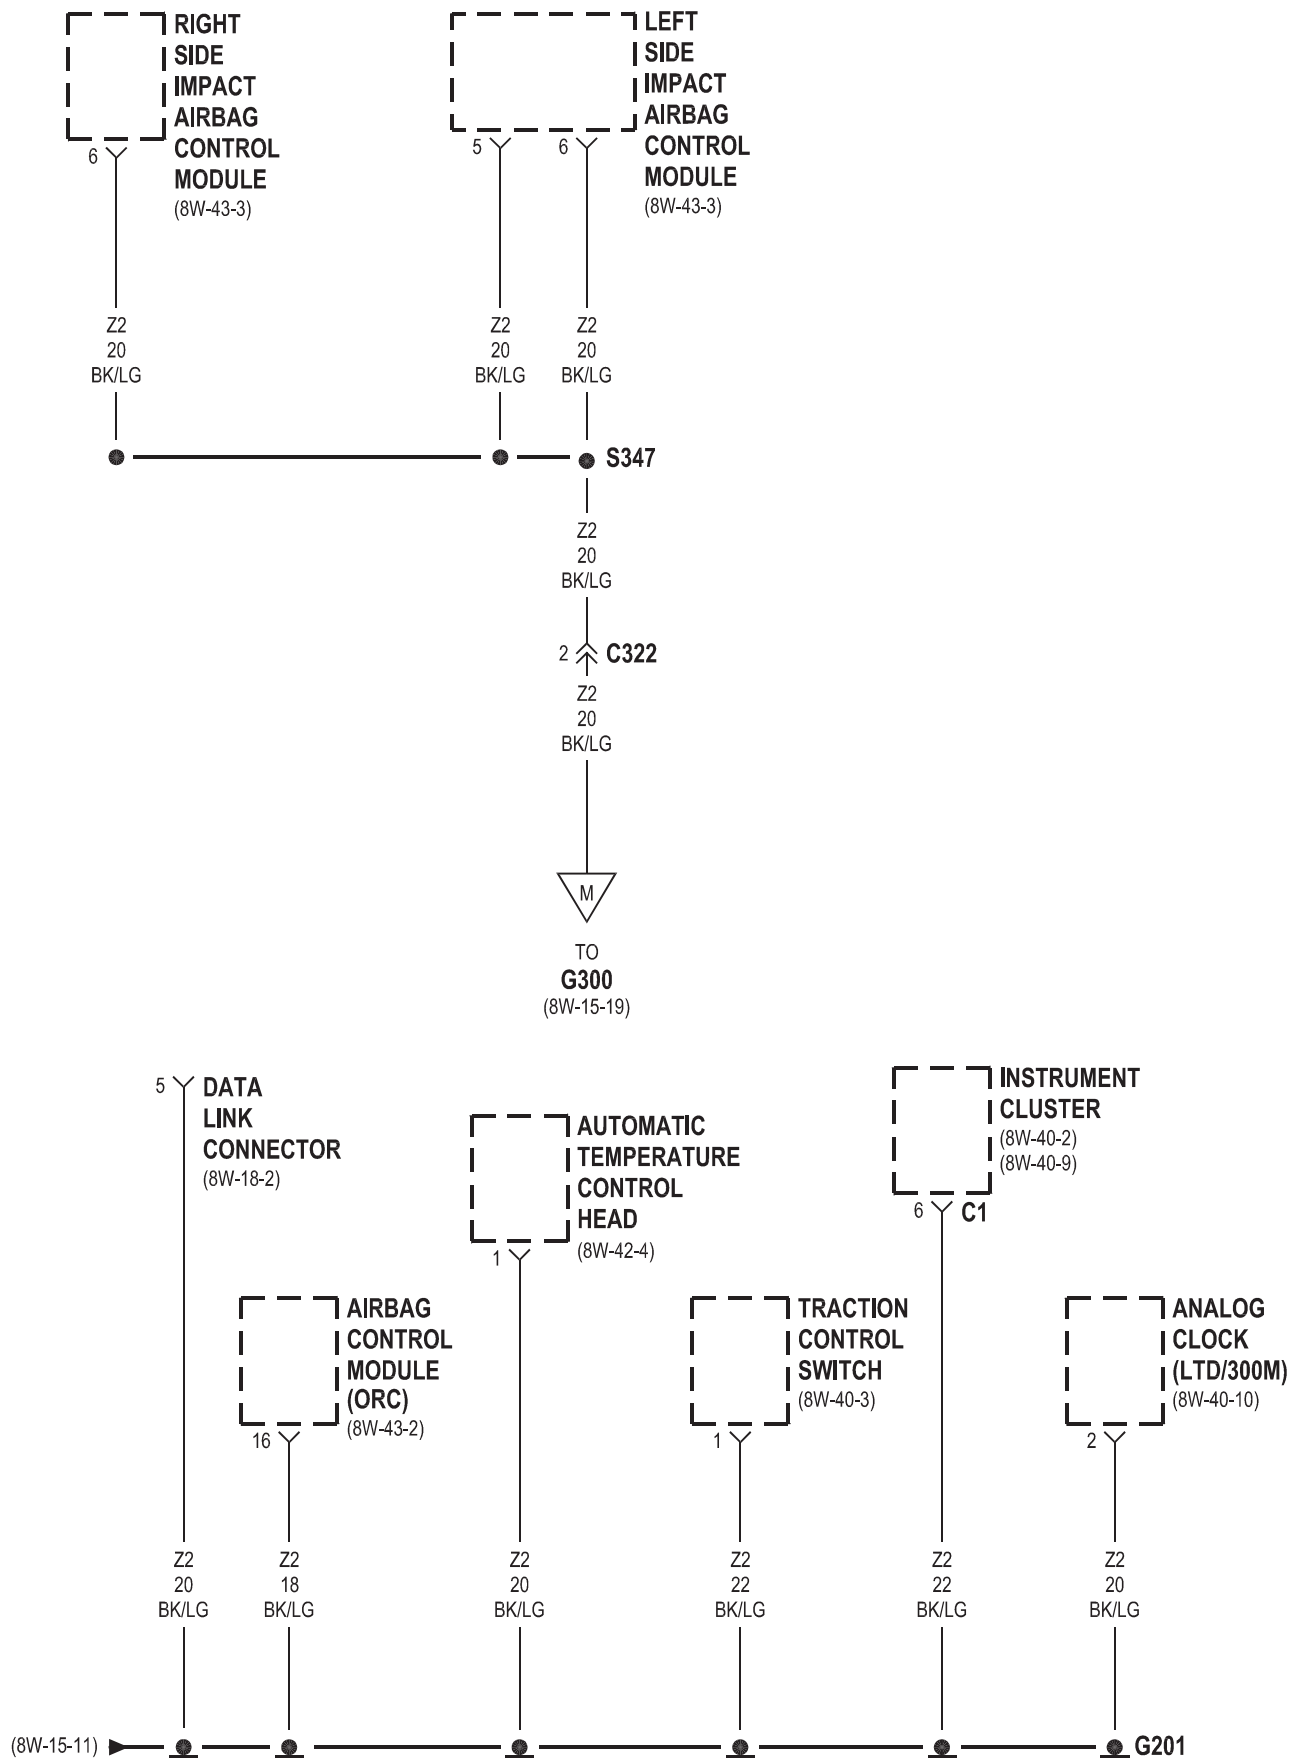 RIGHT
SIDE
IMPACT
AIRBAG
CONTROL
MODULE
(8W-43-3)
6
LEFT
SIDE
IMPACT
AIRBAG
CONTROL
MODULE
(8W-43-3)
5
6
Z2
20
BK/LG
Z2
20
BK/LG
Z2
20
BK/LG
S347
Z2
20
BK/LG
2
C322
Z2
20
BK/LG
M
TO
G300
(8W-15-19)
5
DATA
LINK
CONNECTOR
(8W-18-2)
AIRBAG
CONTROL
MODULE
(ORC)
(8W-43-2)
16
AUTOMATIC
TEMPERATURE
CONTROL
HEAD
(8W-42-4)
1
TRACTION
CONTROL
SWITCH
(8W-40-3)
1
INSTRUMENT
CLUSTER
(8W-40-2)
(8W-40-9)
6
C1
ANALOG
CLOCK
(LTD/300M)
(8W-40-10)
2
Z2
20
BK/LG
Z2
18
BK/LG
Z2
20
BK/LG
Z2
22
BK/LG
Z2
22
BK/LG
Z2
20
BK/LG
(8W-15-11)
G201